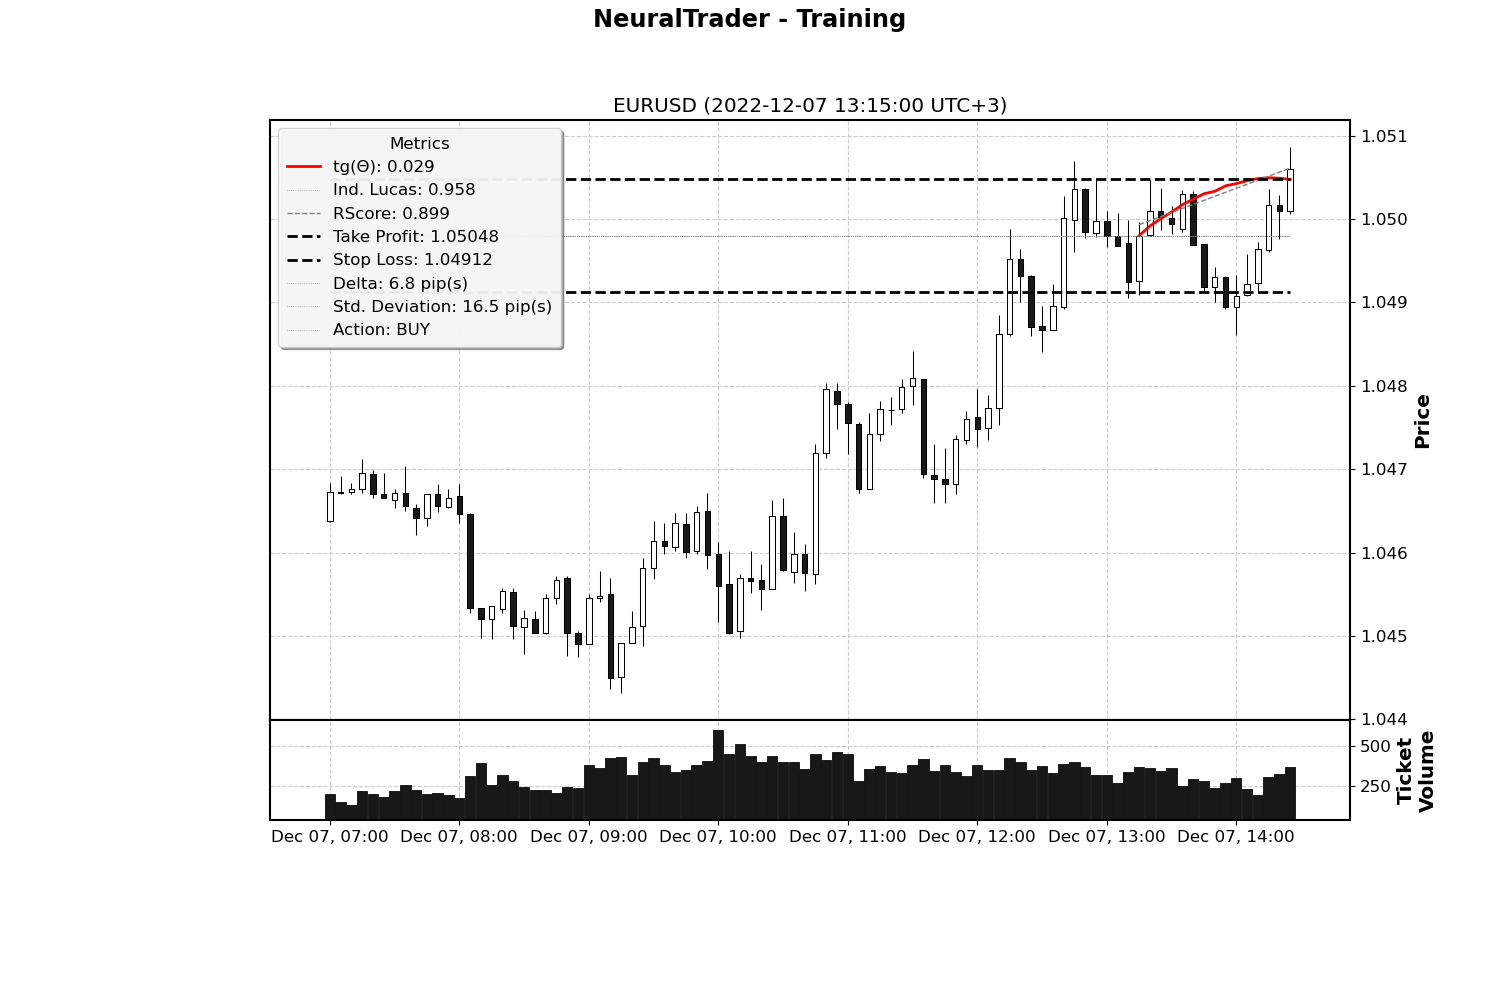 NeuralTrader - Training
EURUSD (2022-12-07 13:15:00 UTC+3)
Metrics
tg(Θ): 0.029
Ind. Lucas: 0.958
RScore: 0.899
Take Profit: 1.05048
Stop Loss: 1.04912
Delta: 6.8 pip(s)
Std. Deviation: 16.5 pip(s)
Action: BUY
1.051
1.050
1.049
1.048
1.047
1.046
1.045
1.044
Price
500
250
Ticket
Volume
Dec 07, 07:00
Dec 07, 08:00
Dec 07, 09:00
Dec 07, 10:00
Dec 07, 11:00
Dec 07, 12:00
Dec 07, 13:00
Dec 07, 14:00